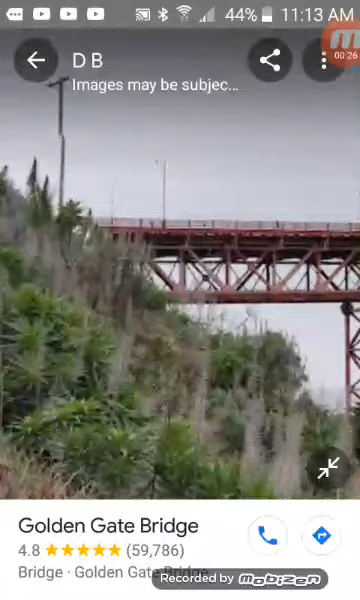 44% 11:13 AM
D B
Images may be subjec...
00:26
Golden Gate Bridge
4.8 (59,786)
Bridge · Golden Gate Bridge
Recorded by mobizen